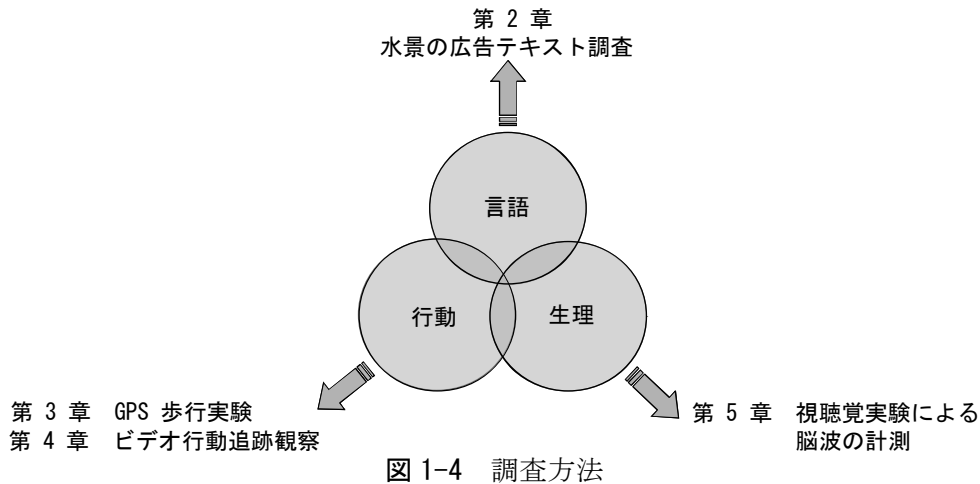 第 2 章
水景の広告テキスト調査
言語
行動
生理
第 3 章 GPS 歩行実験
第 4 章 ビデオ行動追跡観察
第 5 章 視聴覚実験による
脳波の計測
図 1-4 調査方法